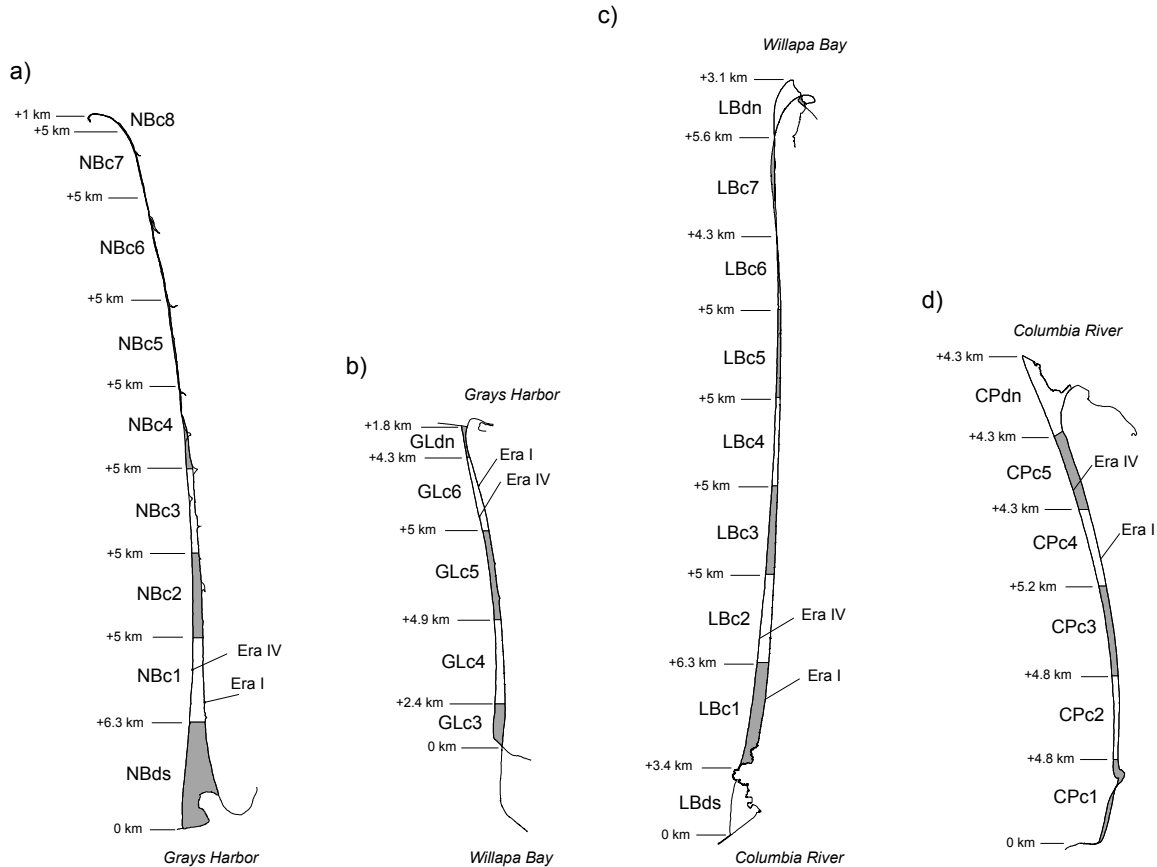 a)
+1 km
NBc8
+5 km
NBc7
+5 km
NBc6
+5 km
NBc5
+5 km
NBc4
+5 km
NBc3
+5 km
NBc2
+5 km
Era IV
NBc1
Era I
+6.3 km
NBds
0 km
Grays Harbor
b)
Grays Harbor
+1.8 km
GLdn
+4.3 km
Era I
Era IV
GLc6
+5 km
GLc5
+4.9 km
GLc4
+2.4 km
GLc3
0 km
Willapa Bay
c)
Willapa Bay
+3.1 km
LBdn
+5.6 km
LBc7
+4.3 km
LBc6
+5 km
LBc5
+5 km
LBc4
+5 km
LBc3
+5 km
LBc2
Era IV
+6.3 km
Era I
LBc1
+3.4 km
LBds
0 km
Columbia River
d)
Columbia River
+4.3 km
CPdn
+4.3 km
Era IV
CPc5
+4.3 km
Era I
CPc4
+5.2 km
CPc3
+4.8 km
CPc2
+4.8 km
CPc1
0 km